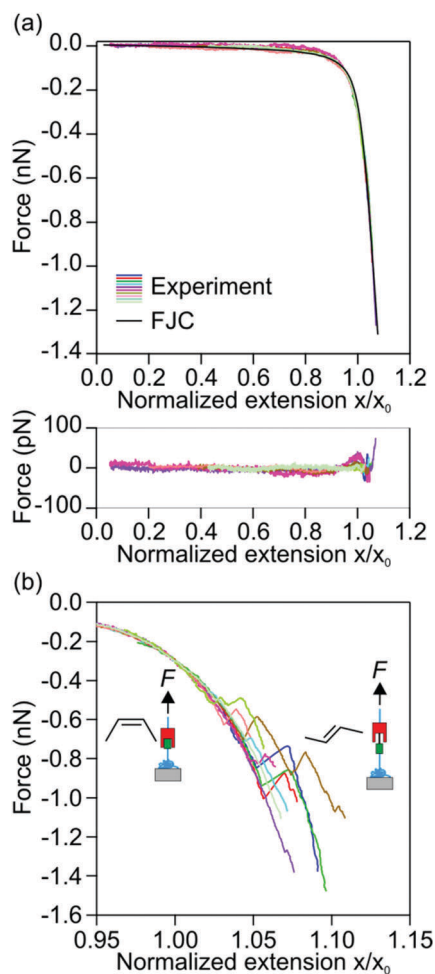 (a)
0.0
-0.2
-0.4
-0.6
-0.8
-1.0
-1.2
-1.4
Force (nN)
Experiment
FJC
0.0 0.2 0.4 0.6 0.8 1.0 1.2
Normalized extension x/x0
100
0
-100
Force (pN)
0.0 0.2 0.4 0.6 0.8 1.0 1.2
Normalized extension x/x0
(b)
0.0
-0.2
-0.4
-0.6
-0.8
-1.0
-1.2
-1.4
-1.6
Force (nN)
F
F
0.95 1.00 1.05 1.10 1.15
Normalized extension x/x0